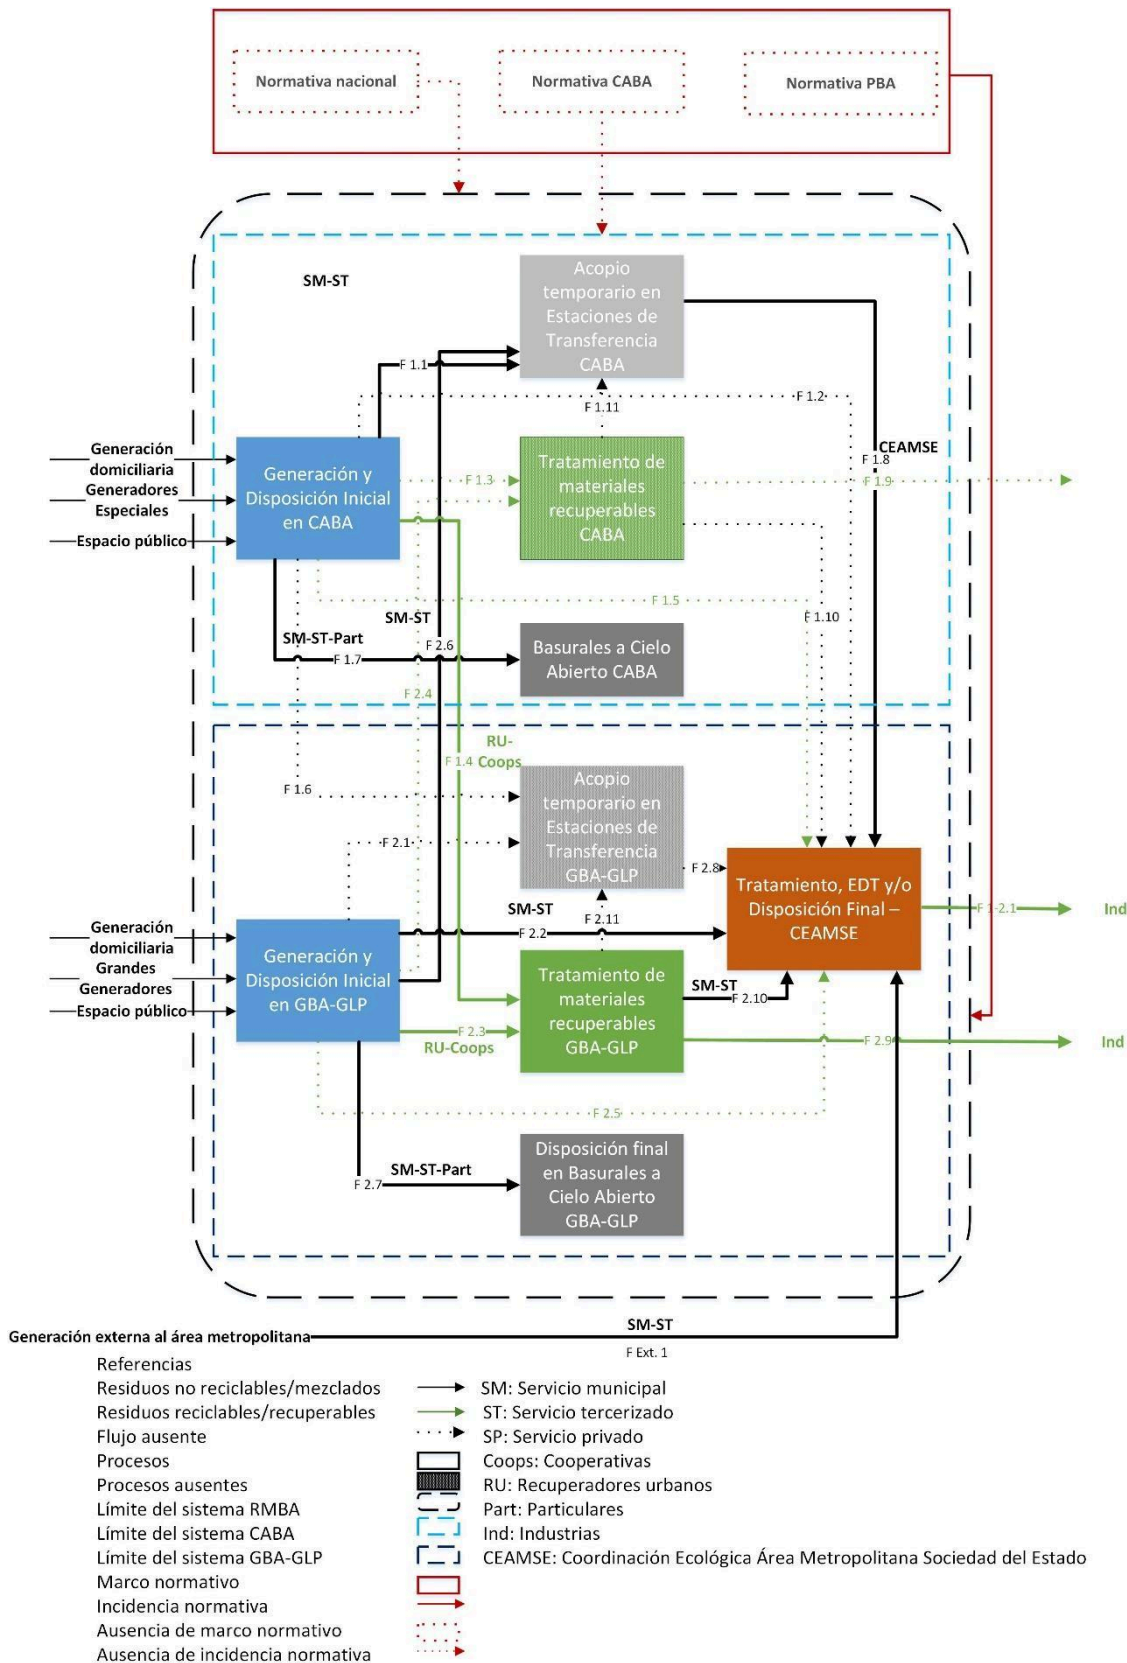 Normativa nacional
Normativa CABA
Normativa PBA
SM-ST
Acopio
temporario en
Estaciones de
Transferencia
CABA
F 1.1
F 1.11
F 1.2
Generación
domiciliaria
Generadores
Especiales
Espacio público
Generación y
Disposición Inicial
en CABA
F 1.3
Tratamiento de
materiales
recuperables
CABA
CEAMSE
F 1.8
F 1.9
F 1.5
F 1.10
SM-ST
SM-ST-Part
F 2.6
F 1.7
Basurales a Cielo
Abierto CABA
F 2.4
RU-
Coops
F 1.4
F 1.6
Acopio
temporario en
Estaciones de
Transferencia
GBA-GLP
F 2.1
F 2.8
Tratamiento, EDT y/o
Disposición Final –
CEAMSE
F 1-2.1
Ind
SM-ST
F 2.2
F 2.11
Generación
domiciliaria
Grandes
Generadores
Espacio público
Generación y
Disposición Inicial
en GBA-GLP
Tratamiento de
materiales
recuperables
GBA-GLP
SM-ST
F 2.10
F 2.3
RU-Coops
F 2.9
Ind
F 2.5
SM-ST-Part
F 2.7
Disposición final
en Basurales a
Cielo Abierto
GBA-GLP
SM-ST
Generación externa al área metropolitana
F Ext. 1
Referencias
Residuos no reciclables/mezclados
SM: Servicio municipal
Residuos reciclables/recuperables
ST: Servicio tercerizado
Flujo ausente
SP: Servicio privado
Procesos
Coops: Cooperativas
Procesos ausentes
RU: Recuperadores urbanos
Límite del sistema RMBA
Part: Particulares
Límite del sistema CABA
Ind: Industrias
Límite del sistema GBA-GLP
CEAMSE: Coordinación Ecológica Área Metropolitana Sociedad del Estado
Marco normativo
Incidencia normativa
Ausencia de marco normativo
Ausencia de incidencia normativa